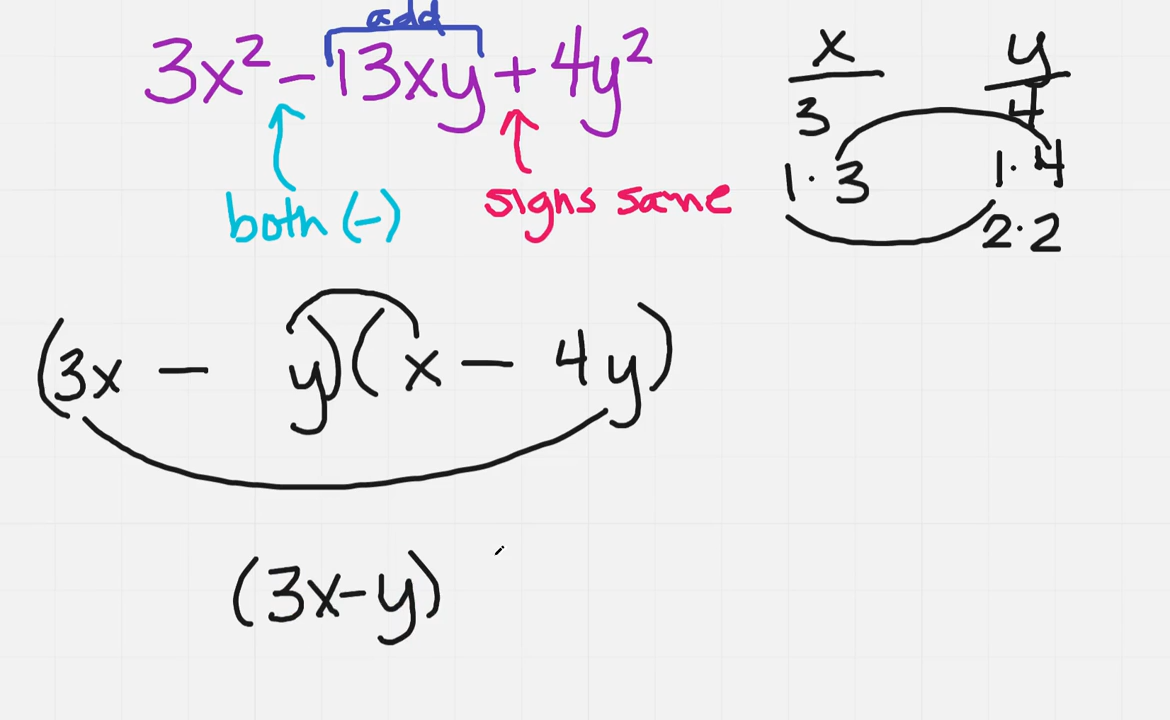 add
3x² - 13xy + 4y²
both (-)
signs same
x y
3 4
1·3 1·4
2·2
(3x - y)(x - 4y)
(3x-y)